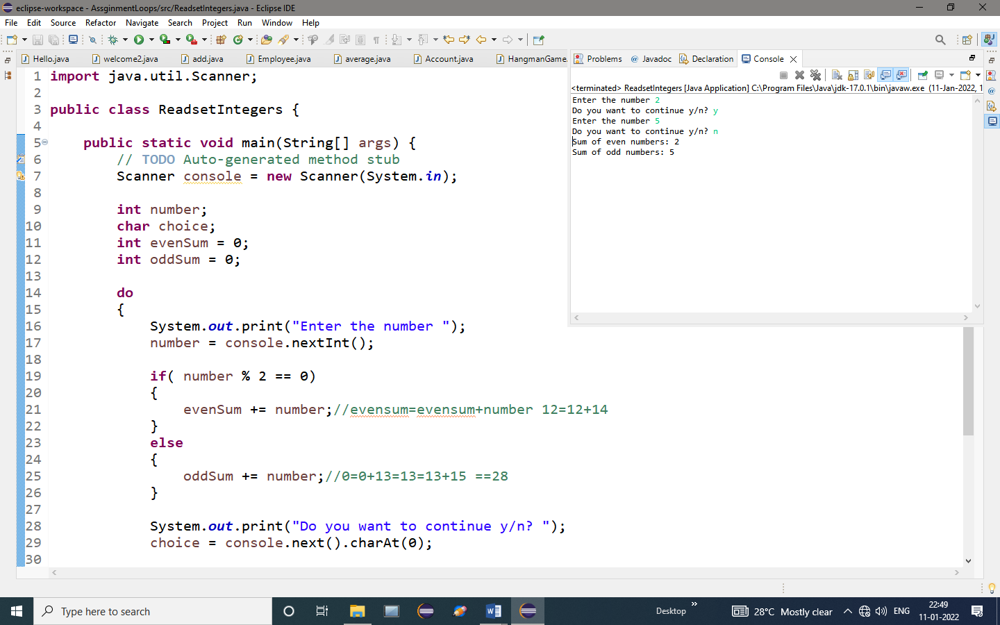 eclipse-workspace - AssginmentLoops/src/ReadsetIntegers.java - Eclipse IDE
File Edit Source Refactor Navigate Search Project Run Window Help
Hello.java welcome2.java add.java Employee.java average.java Account.java HangmanGame.
Problems @ Javadoc Declaration Console
<terminated> ReadsetIntegers [Java Application] C:\Program Files\Java\jdk-17.0.1\bin\javaw.exe (11-Jan-2022, 1
Enter the number 2
Do you want to continue y/n? y
Enter the number 5
Do you want to continue y/n? n
Sum of even numbers: 2
Sum of odd numbers: 5
1 import java.util.Scanner;
2
3 public class ReadsetIntegers {
4
5 public static void main(String[] args) {
6 // TODO Auto-generated method stub
7 Scanner console = new Scanner(System.in);
8
9 int number;
10 char choice;
11 int evenSum = 0;
12 int oddSum = 0;
13
14 do
15 {
16 System.out.print("Enter the number ");
17 number = console.nextInt();
18
19 if( number % 2 == 0)
20 {
21 evenSum += number;//evensum=evensum+number 12=12+14
22 }
23 else
24 {
25 oddSum += number;//0=0+13=13=13+15 ==28
26 }
27
28 System.out.print("Do you want to continue y/n? ");
29 choice = console.next().charAt(0);
30
Type here to search
Desktop
28°C Mostly clear
ENG
22:49
11-01-2022